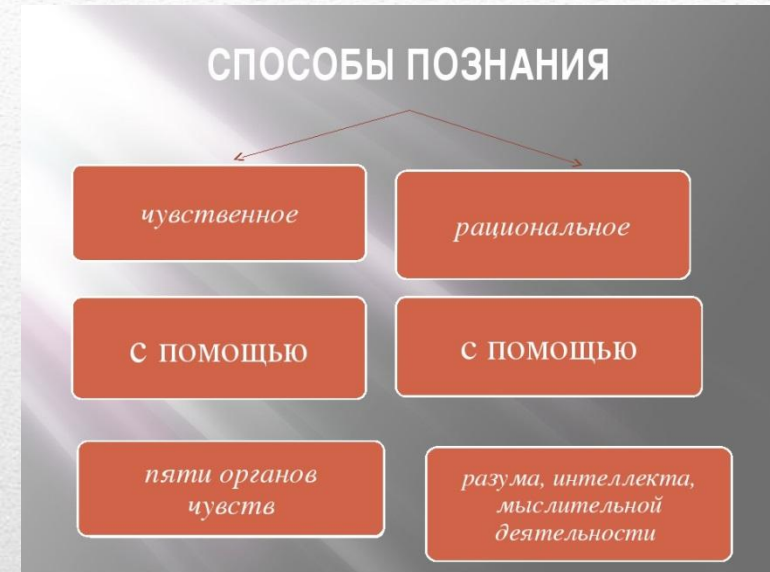 СПОСОБЫ ПОЗНАНИЯ
чувственное
рациональное
с помощью
с помощью
пяти органов
чувств
разума, интеллекта,
мыслительной
деятельности